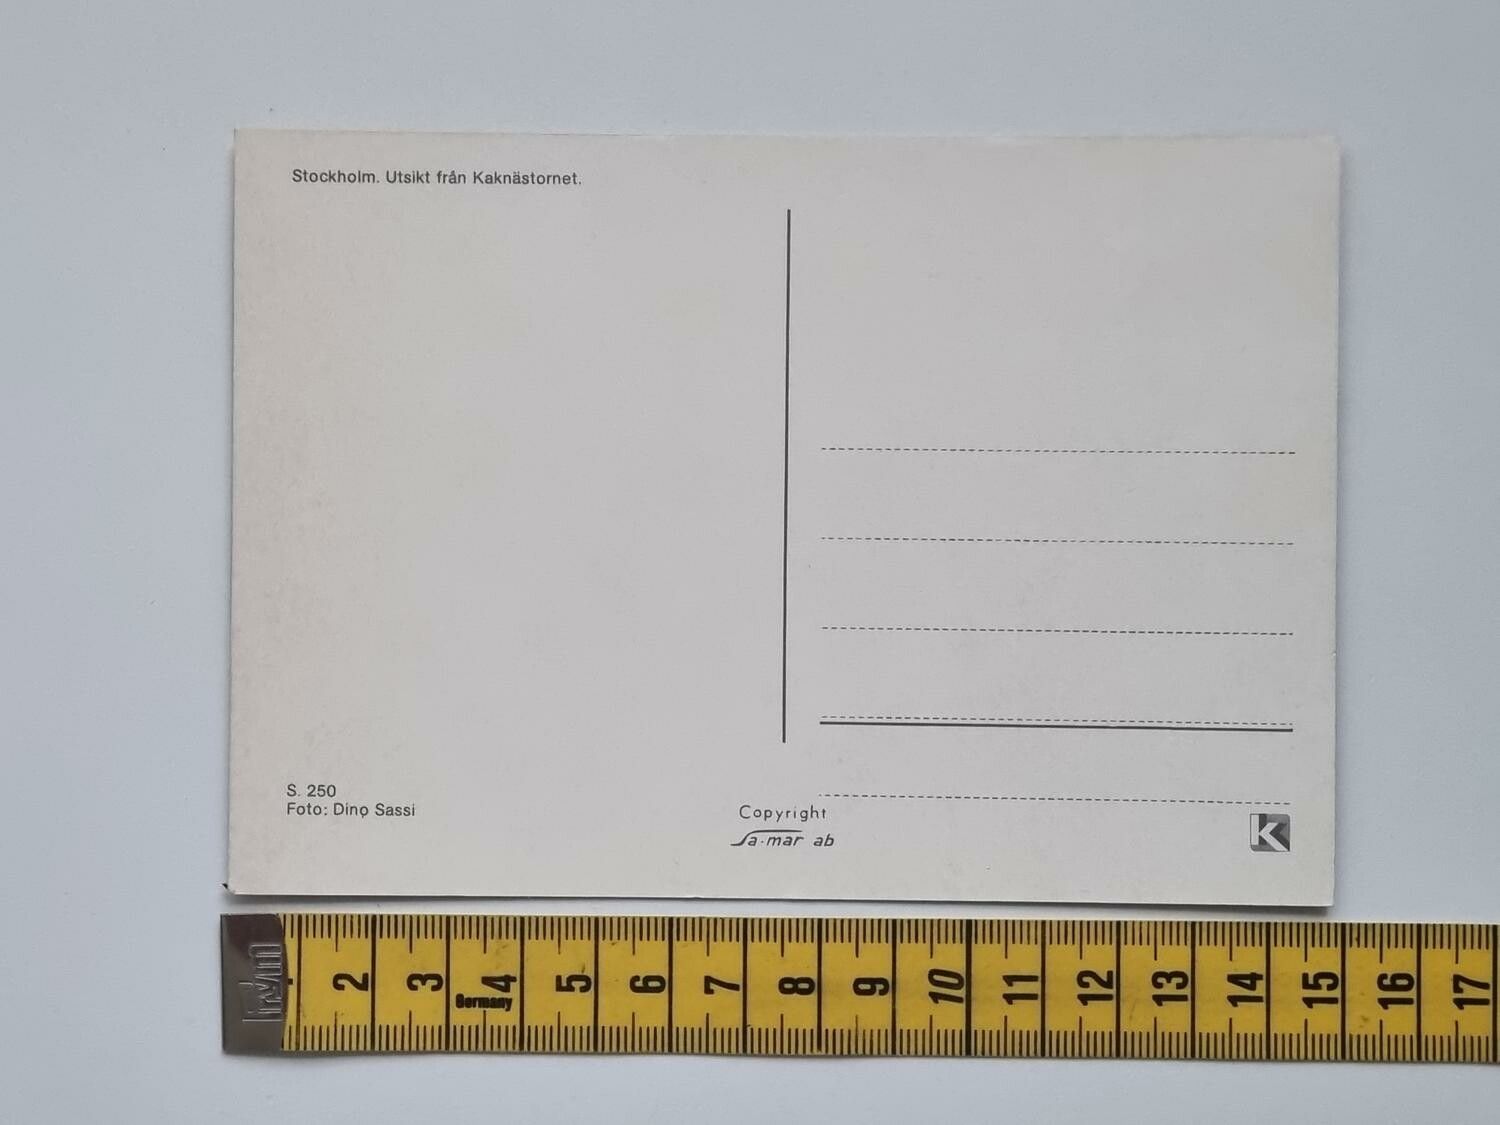 Stockholm. Utsikt från Kaknästornet.
S. 250
Foto: Dino Sassi
Copyright
Sa-mar ab
K
2 3 4 5 6 7 8 9 10 11 12 13 14 15 16 17
Germany